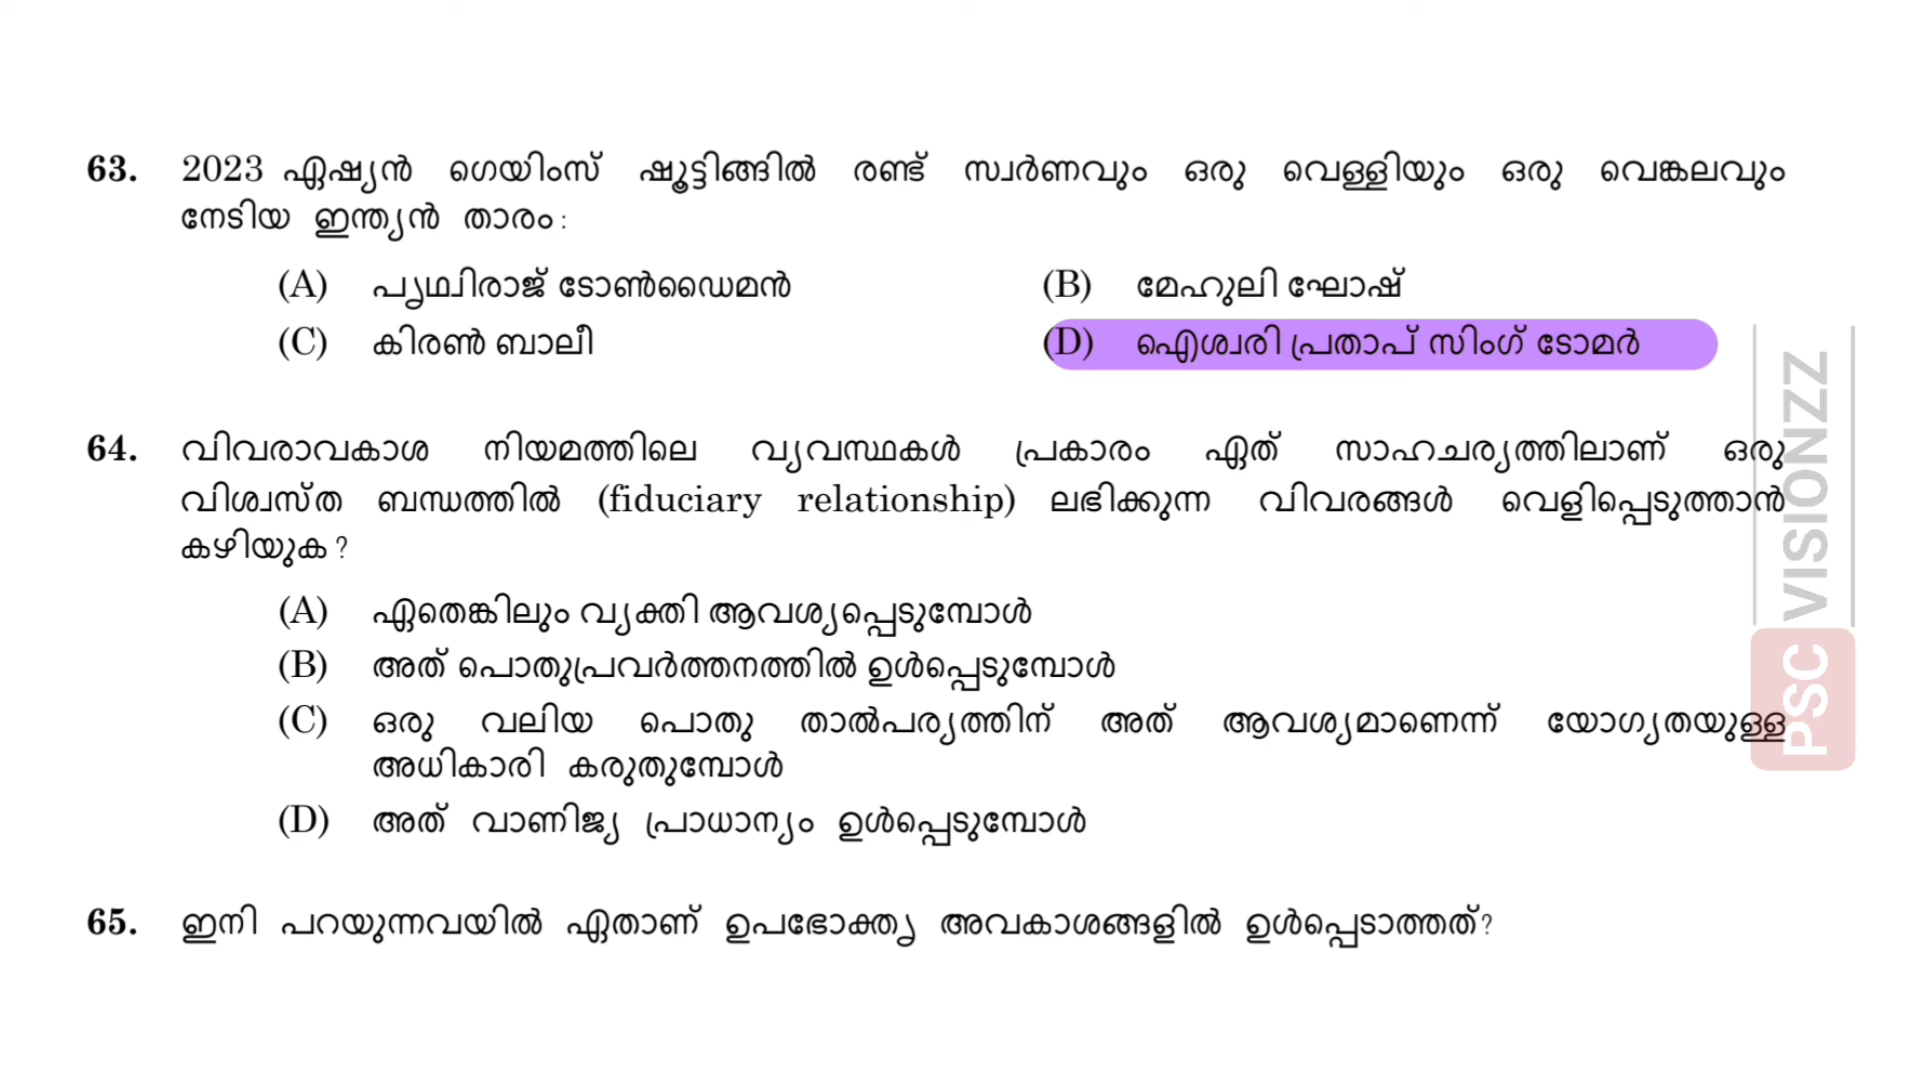 63. 2023 ഏഷ്യൻ ഗെയിംസ് ഷൂട്ടിങ്ങിൽ രണ്ട് സ്വർണവും ഒരു വെള്ളിയും ഒരു വെങ്കലവും
നേടിയ ഇന്ത്യൻ താരം :
(A) പൃഥ്വിരാജ് ടോൺഡൈമൻ (B) മേഹുലി ഘോഷ്
(C) കിരൺ ബാലീ (D) ഐശ്വരി പ്രതാപ് സിംഗ് ടോമർ
64. വിവരാവകാശ നിയമത്തിലെ വ്യവസ്ഥകൾ പ്രകാരം ഏത് സാഹചര്യത്തിലാണ് ഒരു
വിശ്വസ്ത ബന്ധത്തിൽ (fiduciary relationship) ലഭിക്കുന്ന വിവരങ്ങൾ വെളിപ്പെടുത്താൻ
കഴിയുക ?
(A) ഏതെങ്കിലും വ്യക്തി ആവശ്യപ്പെടുമ്പോൾ
(B) അത് പൊതുപ്രവർത്തനത്തിൽ ഉൾപ്പെടുമ്പോൾ
(C) ഒരു വലിയ പൊതു താൽപര്യത്തിന് അത് ആവശ്യമാണെന്ന് യോഗ്യതയുള്ള
അധികാരി കരുതുമ്പോൾ
(D) അത് വാണിജ്യ പ്രാധാന്യം ഉൾപ്പെടുമ്പോൾ
65. ഇനി പറയുന്നവയിൽ ഏതാണ് ഉപഭോക്തൃ അവകാശങ്ങളിൽ ഉൾപ്പെടാത്തത്?
PSC VISIONZZ